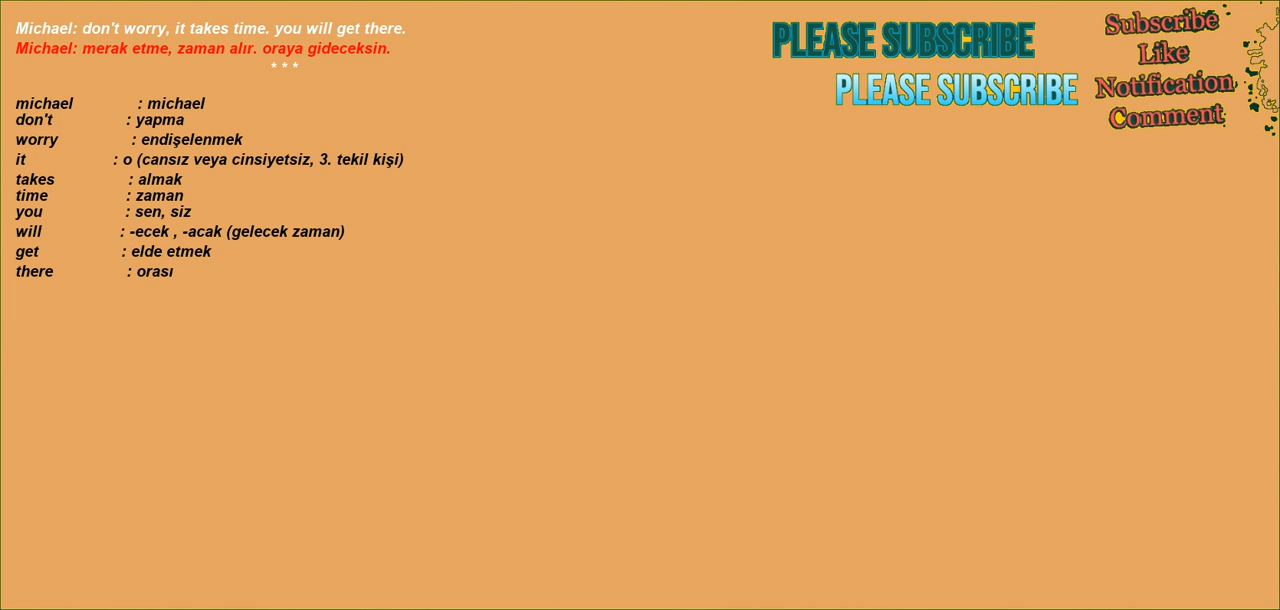 Michael: don't worry, it takes time. you will get there.
Michael: merak etme, zaman alır. oraya gideceksin.
* * *
michael : michael
don't : yapma
worry : endişelenmek
it : o (cansız veya cinsiyetsiz, 3. tekil kişi)
takes : almak
time : zaman
you : sen, siz
will : -ecek , -acak (gelecek zaman)
get : elde etmek
there : orası
PLEASE SUBSCRIBE
PLEASE SUBSCRIBE
Subscribe
Like
Notification
Comment